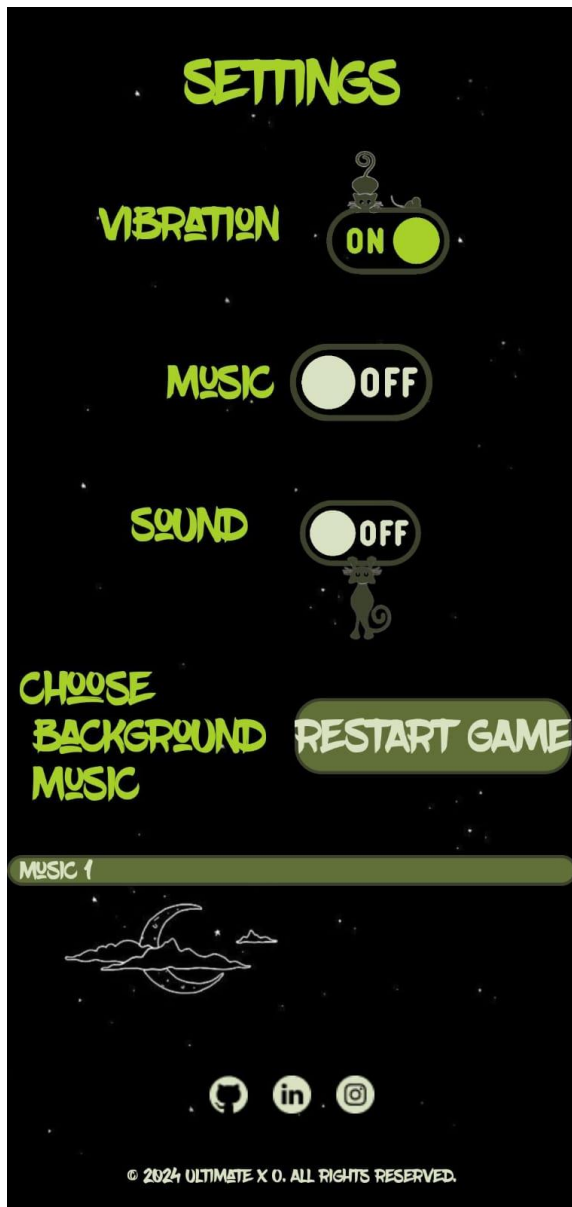 SETTINGS
VIBRATION
ON
MUSIC
OFF
SOUND
OFF
CHOOSE
BACKGROUND
MUSIC
RESTART GAME
MUSIC 1
in
© 2024 ULTIMATE X O. ALL RIGHTS RESERVED.